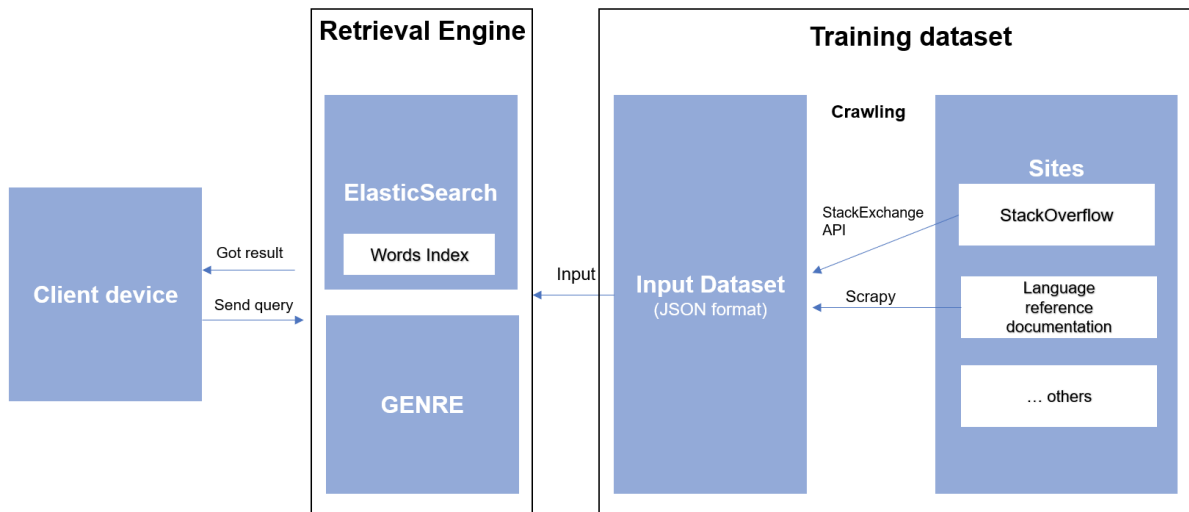 Retrieval Engine
Training dataset
Crawling
ElasticSearch
Words Index
GENRE
Client device
Got result
Send query
Input
Input Dataset
(JSON format)
StackExchange
API
Scrapy
Sites
StackOverflow
Language
reference
documentation
... others